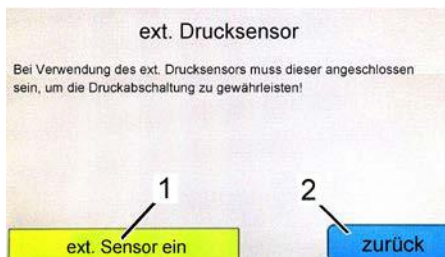 ext. Drucksensor
Bei Verwendung des ext. Drucksensors muss dieser angeschlossen
sein, um die Druckabschaltung zu gewährleisten!
1
2
ext. Sensor ein
zurück